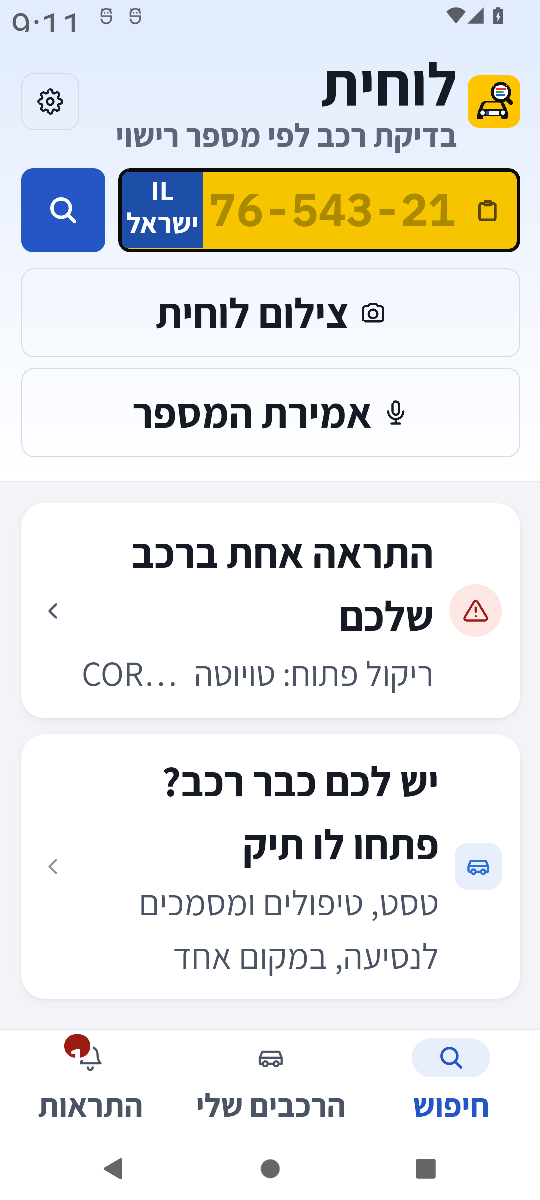 9:11
לוחית
בדיקת רכב לפי מספר רישוי
76-543-21
IL
ישראל
צילום לוחית
אמירת המספר
התראה אחת ברכב
שלכם
ריקול פתוח: טויוטה COR…
יש לכם כבר רכב?
פתחו לו תיק
טסט, טיפולים ומסמכים
לנסיעה, במקום אחד
1
חיפוש
הרכבים שלי
התראות